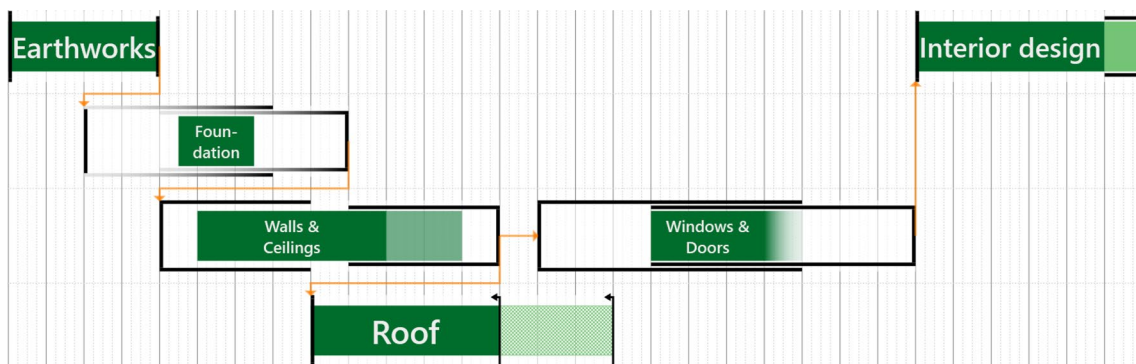 Earthworks
Interior design
Foun-
dation
Walls &
Ceilings
Windows &
Doors
Roof